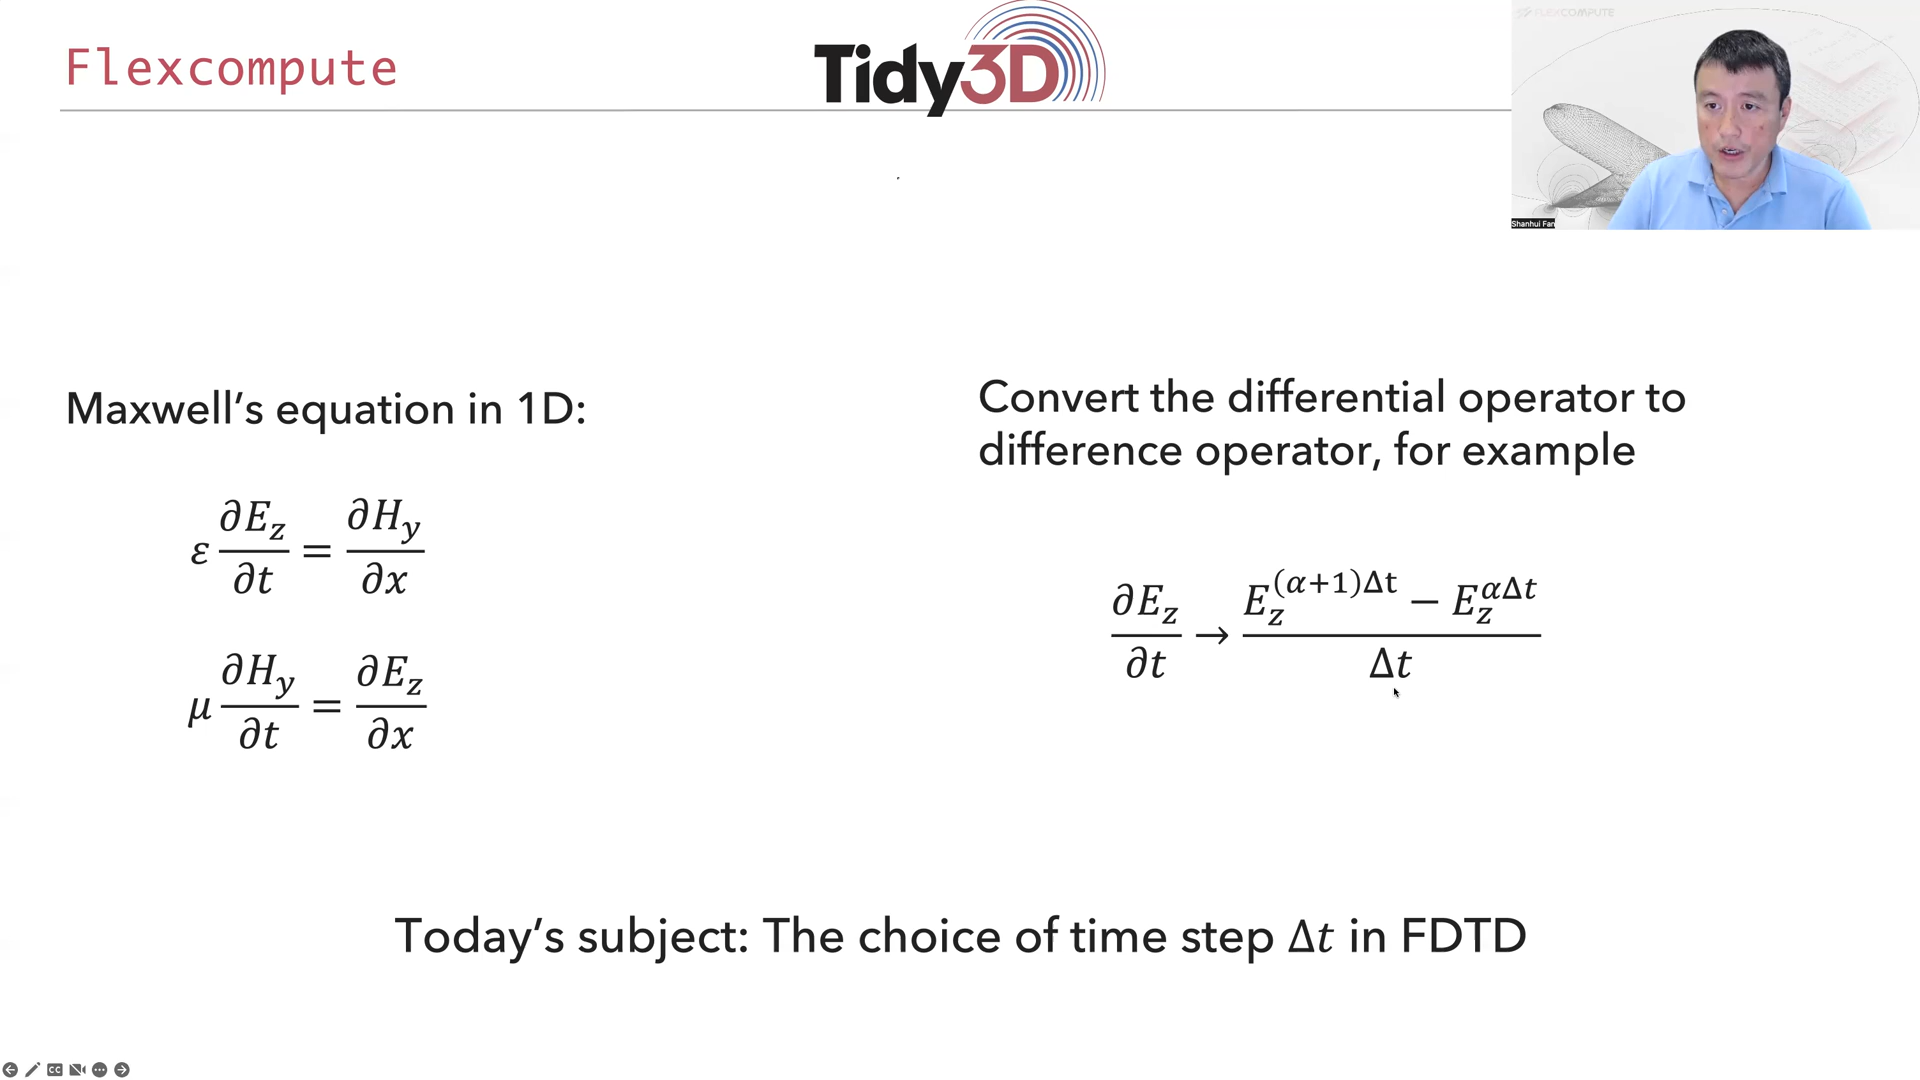 Flexcompute
Tidy3D
FLEXCOMPUTE
Shanhui Fan
Maxwell’s equation in 1D:
ε ∂E_z/∂t = ∂H_y/∂x
μ ∂H_y/∂t = ∂E_z/∂x
Convert the differential operator to
difference operator, for example
∂E_z/∂t → (E_z^{(α+1)Δt} − E_z^{αΔt})/Δt
Today’s subject: The choice of time step Δt in FDTD
CC